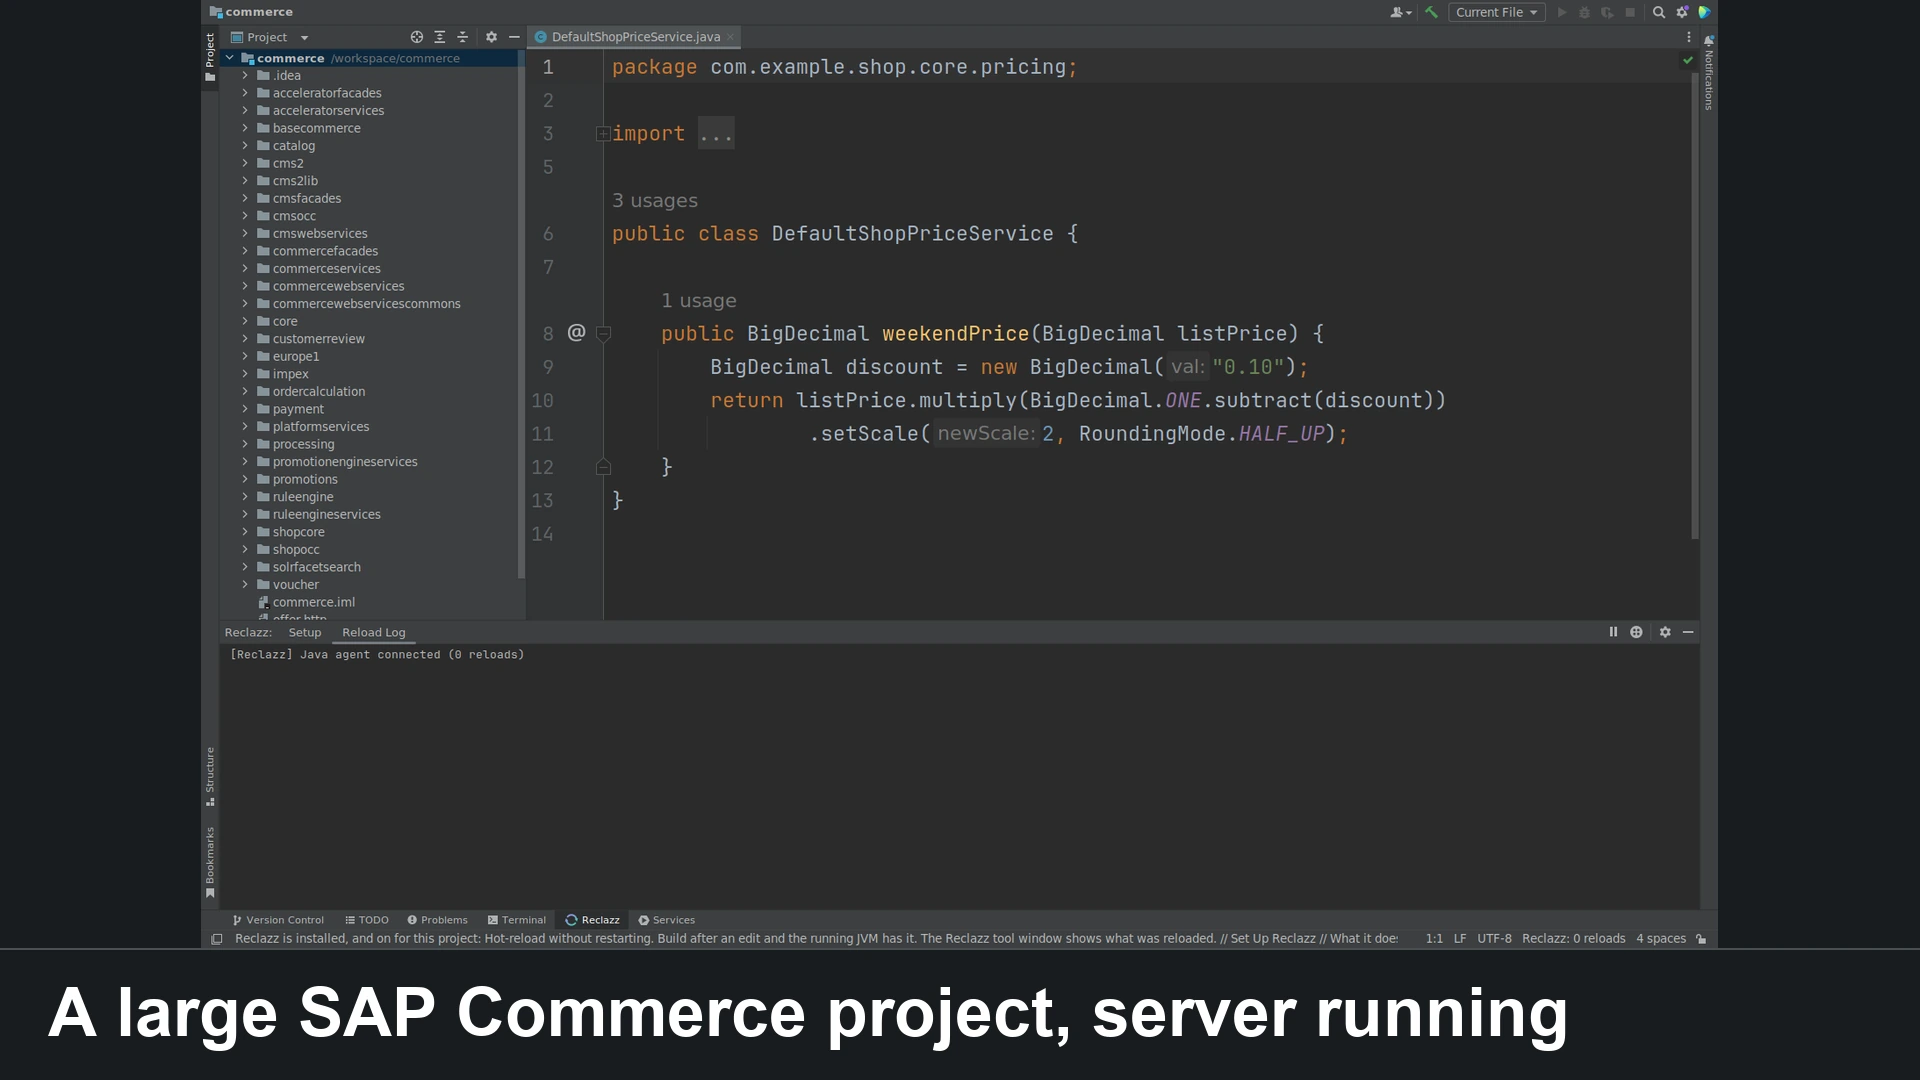 commerce
Current File
Project
Project
DefaultShopPriceService.java
Notifications
commerce /workspace/commerce
.idea
acceleratorfacades
acceleratorservices
basecommerce
catalog
cms2
cms2lib
cmsfacades
cmsocc
cmswebservices
commercefacades
commerceservices
commercewebservices
commercewebservicescommons
core
customerreview
europe1
impex
ordercalculation
payment
platformservices
processing
promotionengineservices
promotions
ruleengine
ruleengineservices
shopcore
shopocc
solrfacetsearch
voucher
commerce.iml
offer.http
1 package com.example.shop.core.pricing;
2
3 import ...
5
3 usages
6 public class DefaultShopPriceService {
7
1 usage
8 @ public BigDecimal weekendPrice(BigDecimal listPrice) {
9 BigDecimal discount = new BigDecimal( val: "0.10");
10 return listPrice.multiply(BigDecimal.ONE.subtract(discount))
11 .setScale( newScale: 2, RoundingMode.HALF_UP);
12 }
13 }
14
Reclazz: Setup Reload Log
[Reclazz] Java agent connected (0 reloads)
Structure
Bookmarks
Version Control TODO Problems Terminal Reclazz Services
Reclazz is installed, and on for this project: Hot-reload without restarting. Build after an edit and the running JVM has it. The Reclazz tool window shows what was reloaded. // Set Up Reclazz // What it does 1:1 LF UTF-8 Reclazz: 0 reloads 4 spaces
A large SAP Commerce project, server running